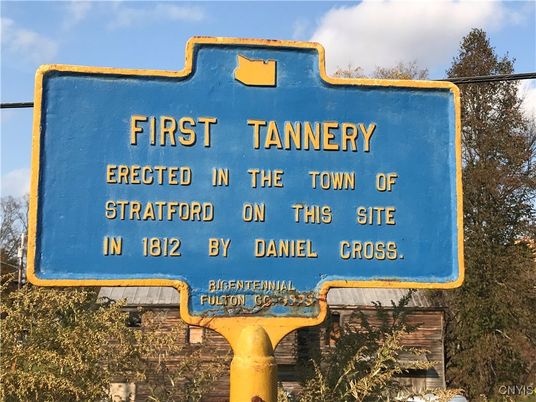 FIRST TANNERY
ERECTED IN THE TOWN OF
STRATFORD ON THIS SITE
IN 1812 BY DANIEL CROSS.
BICENTENNIAL
FULTON CO.
CNYIS